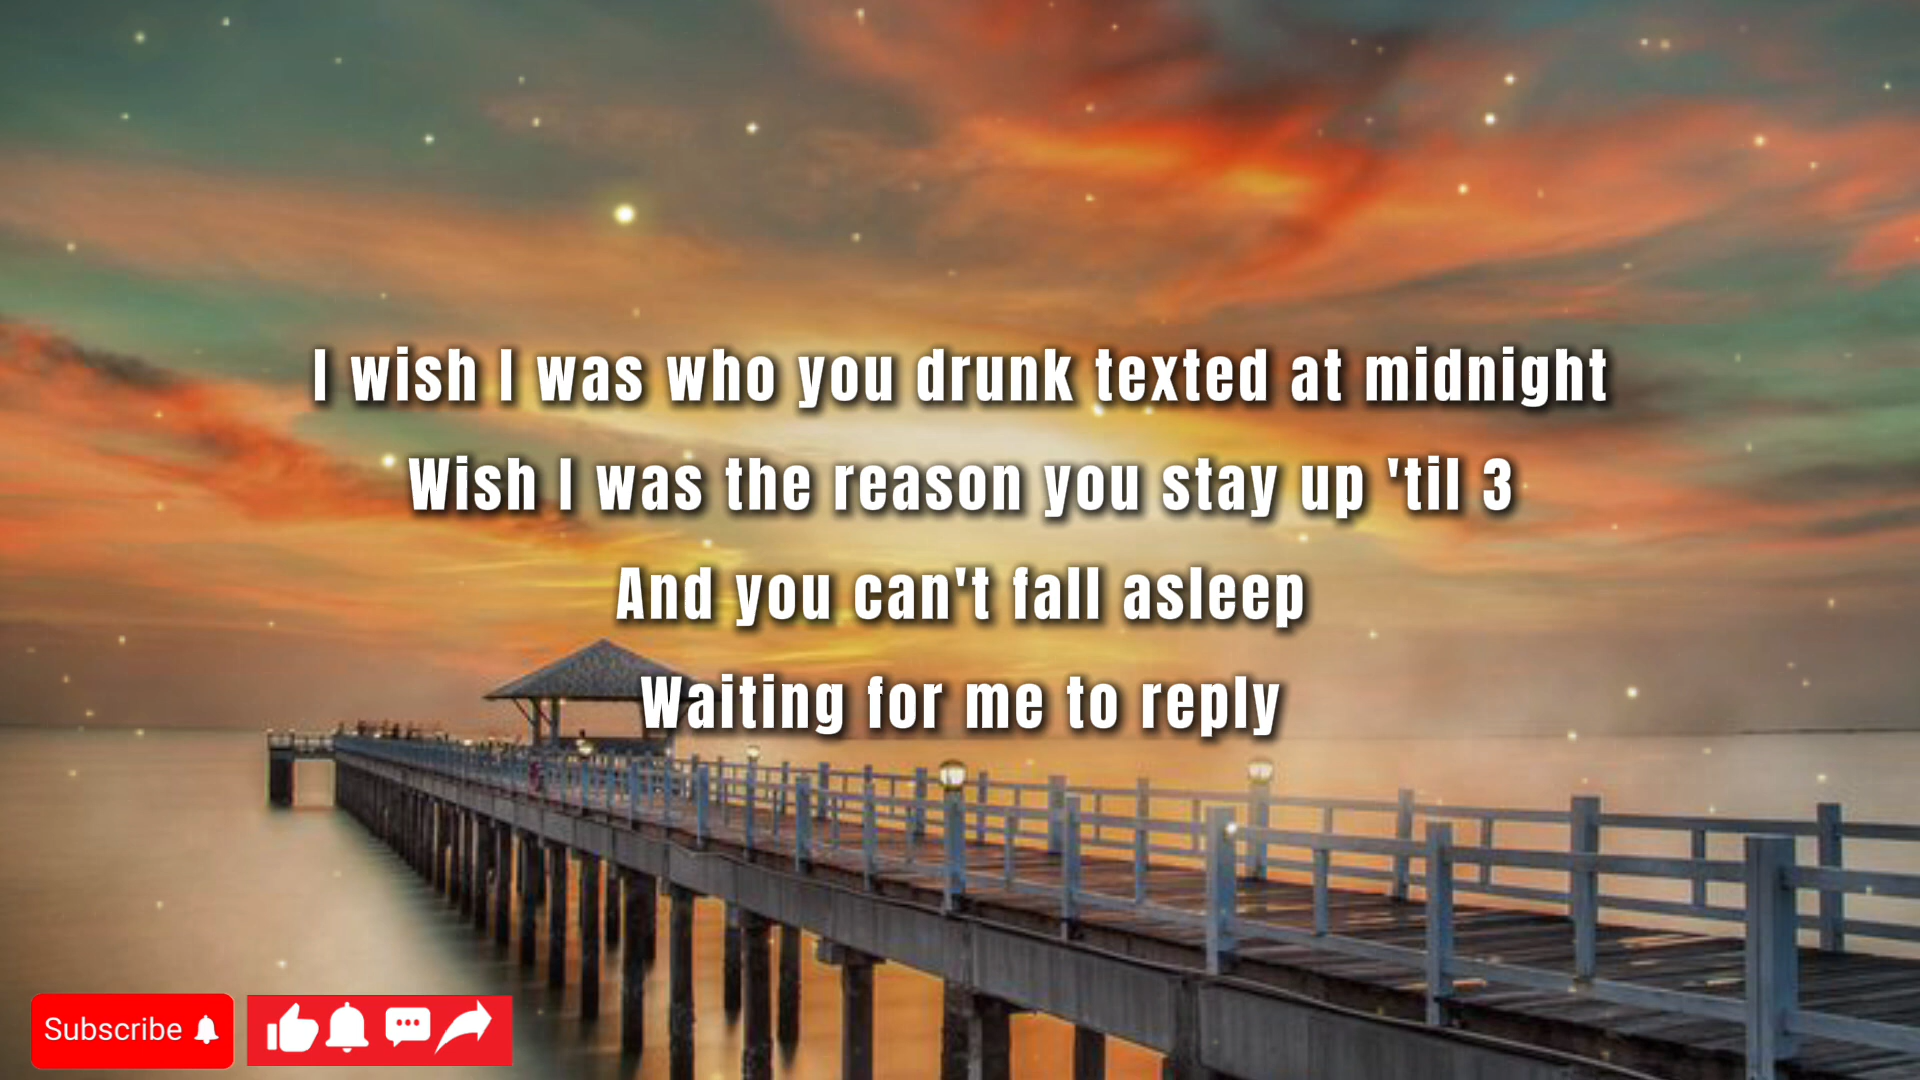 I wish I was who you drunk texted at midnight
Wish I was the reason you stay up 'til 3
And you can't fall asleep
Waiting for me to reply
Subscribe